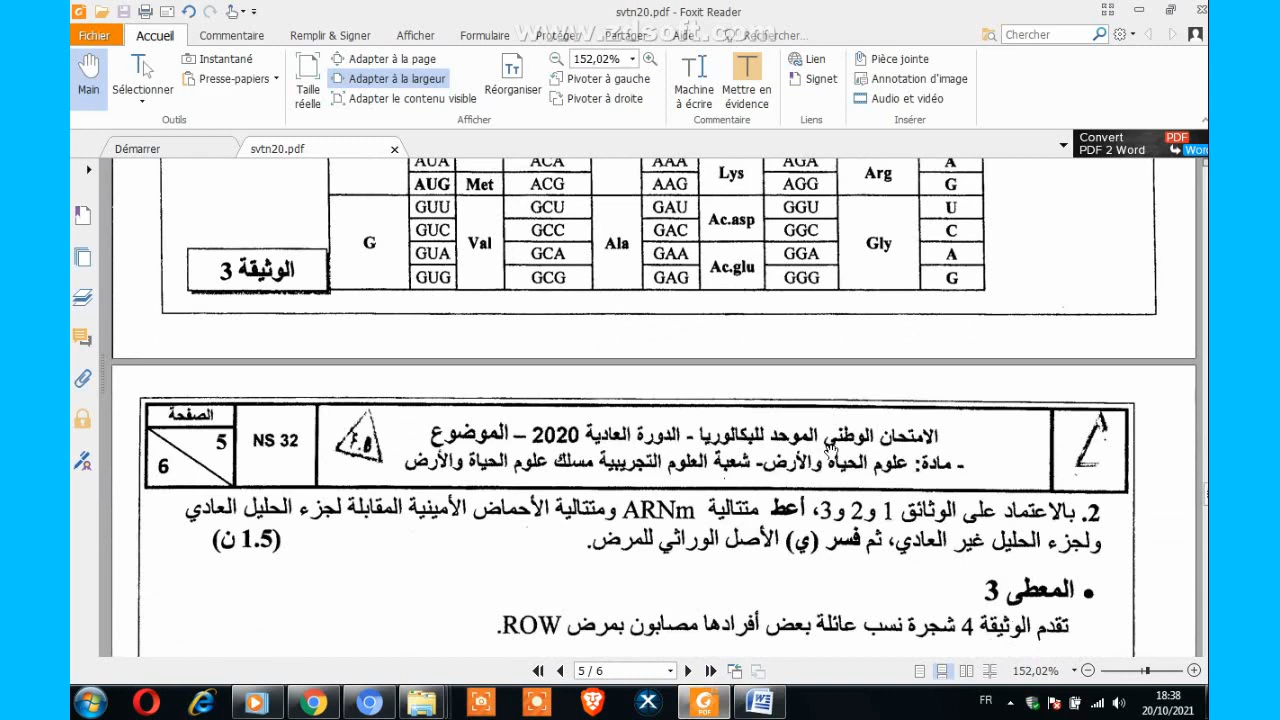 svtn20.pdf - Foxit Reader
www.zdsoft.com
Fichier Accueil Commentaire Remplir & Signer Afficher Formulaire Protéger Partager Aide Rechercher... Chercher
Main
Sélectionner
Instantané
Presse-papiers
Outils
Taille réelle
Adapter à la page
Adapter à la largeur
Adapter le contenu visible
Réorganiser
152,02%
Pivoter à gauche
Pivoter à droite
Afficher
Machine à écrire
Mettre en évidence
Commentaire
Lien
Signet
Liens
Pièce jointe
Annotation d'image
Audio et vidéo
Insérer
Démarrer svtn20.pdf
Convert PDF
PDF 2 Word Word
AUA ACA AAA Lys AGA Arg A
AUG Met ACG AAG AGG G
G GUU Val GCU Ala GAU Ac.asp GGU Gly U
GUC GCC GAC GGC C
GUA GCA GAA Ac.glu GGA A
GUG GCG GAG GGG G
الوثيقة 3
الصفحة
5
6
NS 32
الامتحان الوطني الموحد للبكالوريا - الدورة العادية 2020 – الموضوع
- مادة: علوم الحياة والأرض- شعبة العلوم التجريبية مسلك علوم الحياة والأرض
2. بالاعتماد على الوثائق 1 و2 و3، أعط متتالية ARNm ومتتالية الأحماض الأمينية المقابلة لجزء الحليل العادي
ولجزء الحليل غير العادي، ثم فسر (ي) الأصل الوراثي للمرض. (1.5 ن)
• المعطى 3
تقدم الوثيقة 4 شجرة نسب عائلة بعض أفرادها مصابون بمرض ROW.
5 / 6 152,02%
FR 18:38
20/10/2021